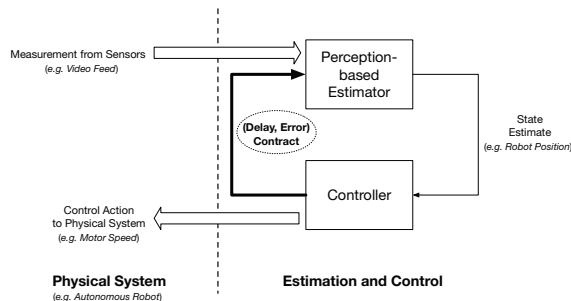 Measurement from Sensors
(e.g. Video Feed)
Perception-
based
Estimator
(Delay, Error)
Contract
State
Estimate
(e.g. Robot Position)
Controller
Control Action
to Physical System
(e.g. Motor Speed)
Physical System
(e.g. Autonomous Robot)
Estimation and Control